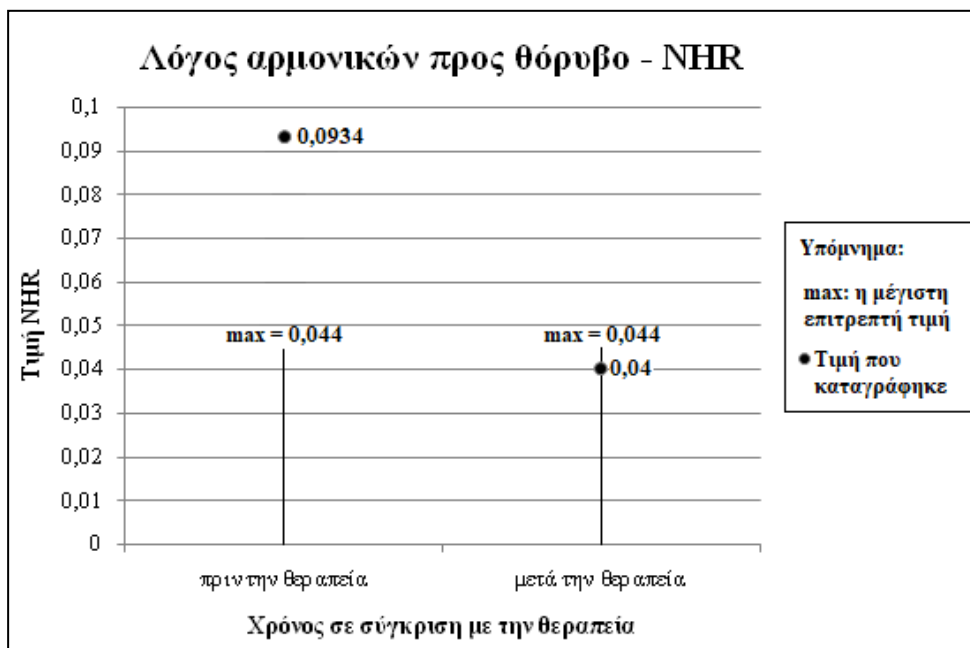 Λόγος αρμονικών προς θόρυβο - NHR
Τιμή NHR
0,1
0,09
0,08
0,07
0,06
0,05
0,04
0,03
0,02
0,01
0
0,0934
max = 0,044
max = 0,044
0,04
πριν την θεραπεία
μετά την θεραπεία
Χρόνος σε σύγκριση με την θεραπεία
Υπόμνημα:
max: η μέγιστη
επιτρεπτή τιμή
Τιμή που
καταγράφηκε